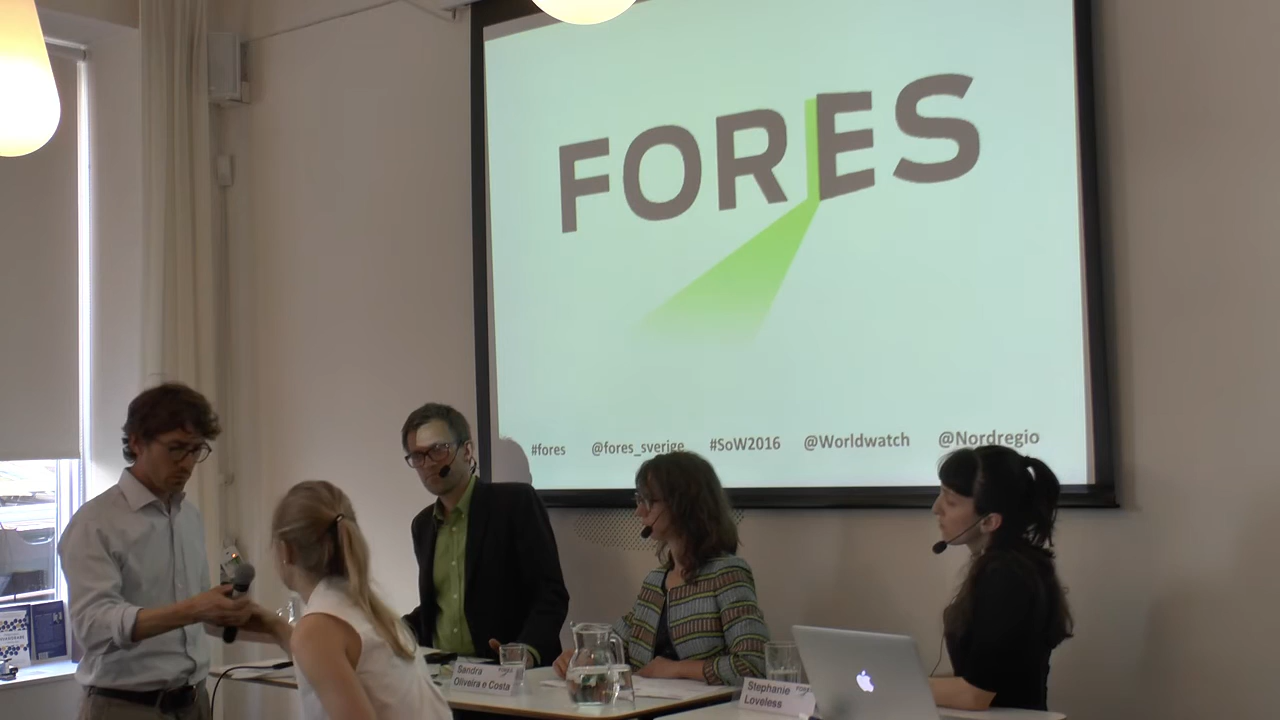 FORES
#fores @fores_sverige #SoW2016 @Worldwatch @Nordregio
Sandra
Oliveira e Costa
Stephanie
Loveless